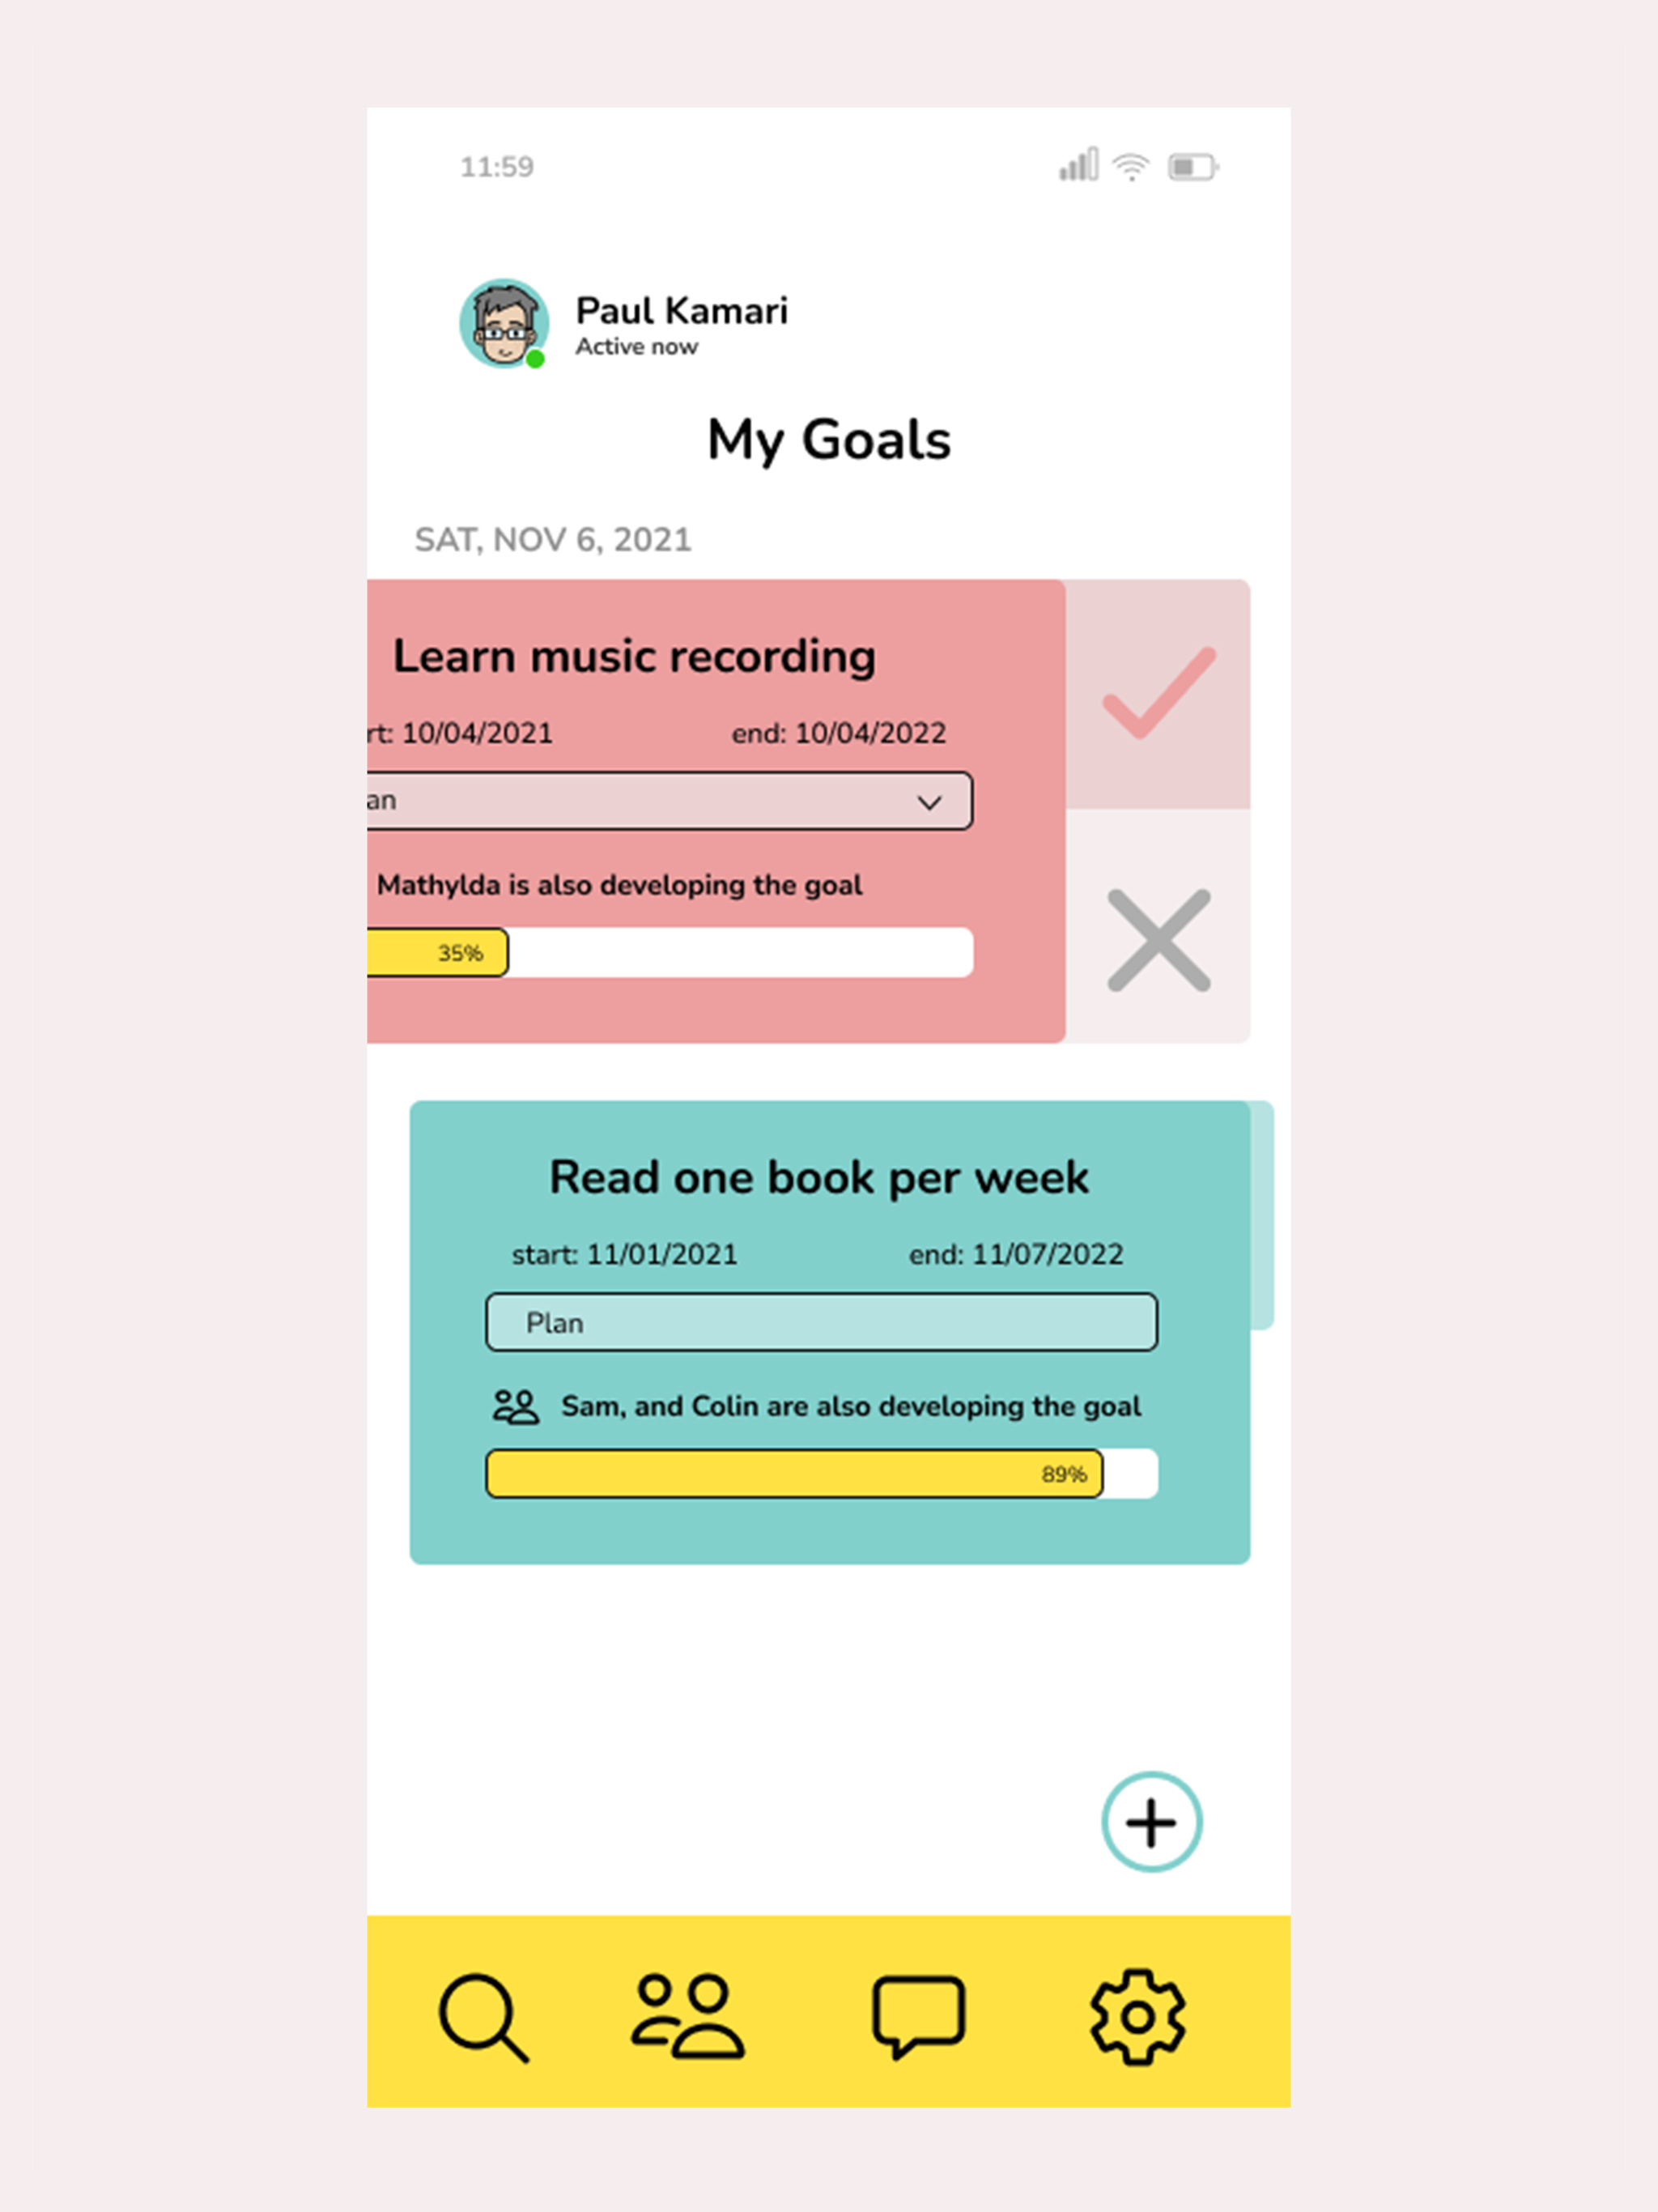 11:59
Paul Kamari
Active now
My Goals
SAT, NOV 6, 2021
Learn music recording
rt: 10/04/2021 end: 10/04/2022
an
Mathylda is also developing the goal
35%
Read one book per week
start: 11/01/2021 end: 11/07/2022
Plan
Sam, and Colin are also developing the goal
89%